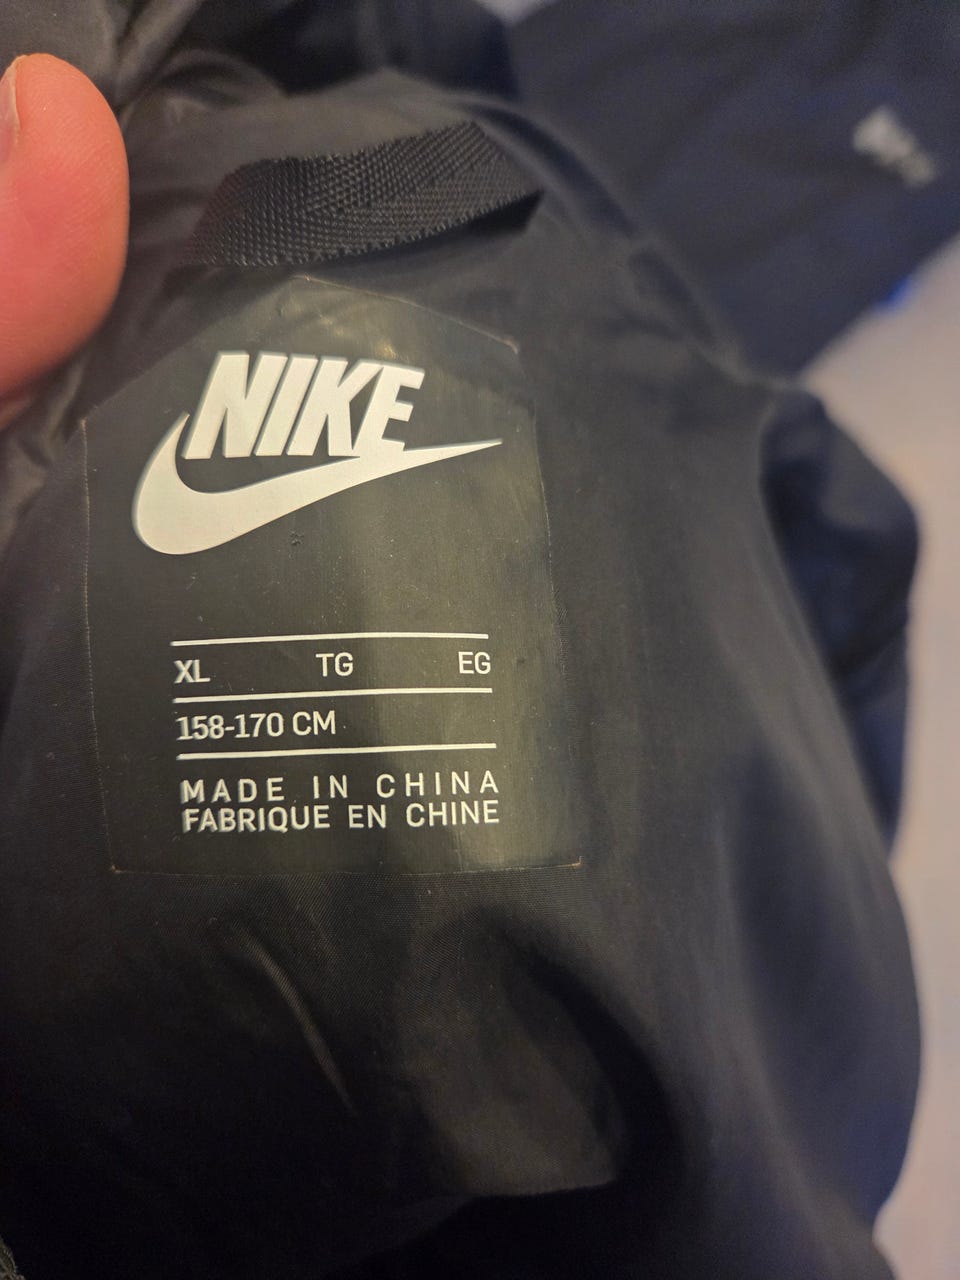 NIKE
XL TG EG
158-170 CM
MADE IN CHINA
FABRIQUE EN CHINE